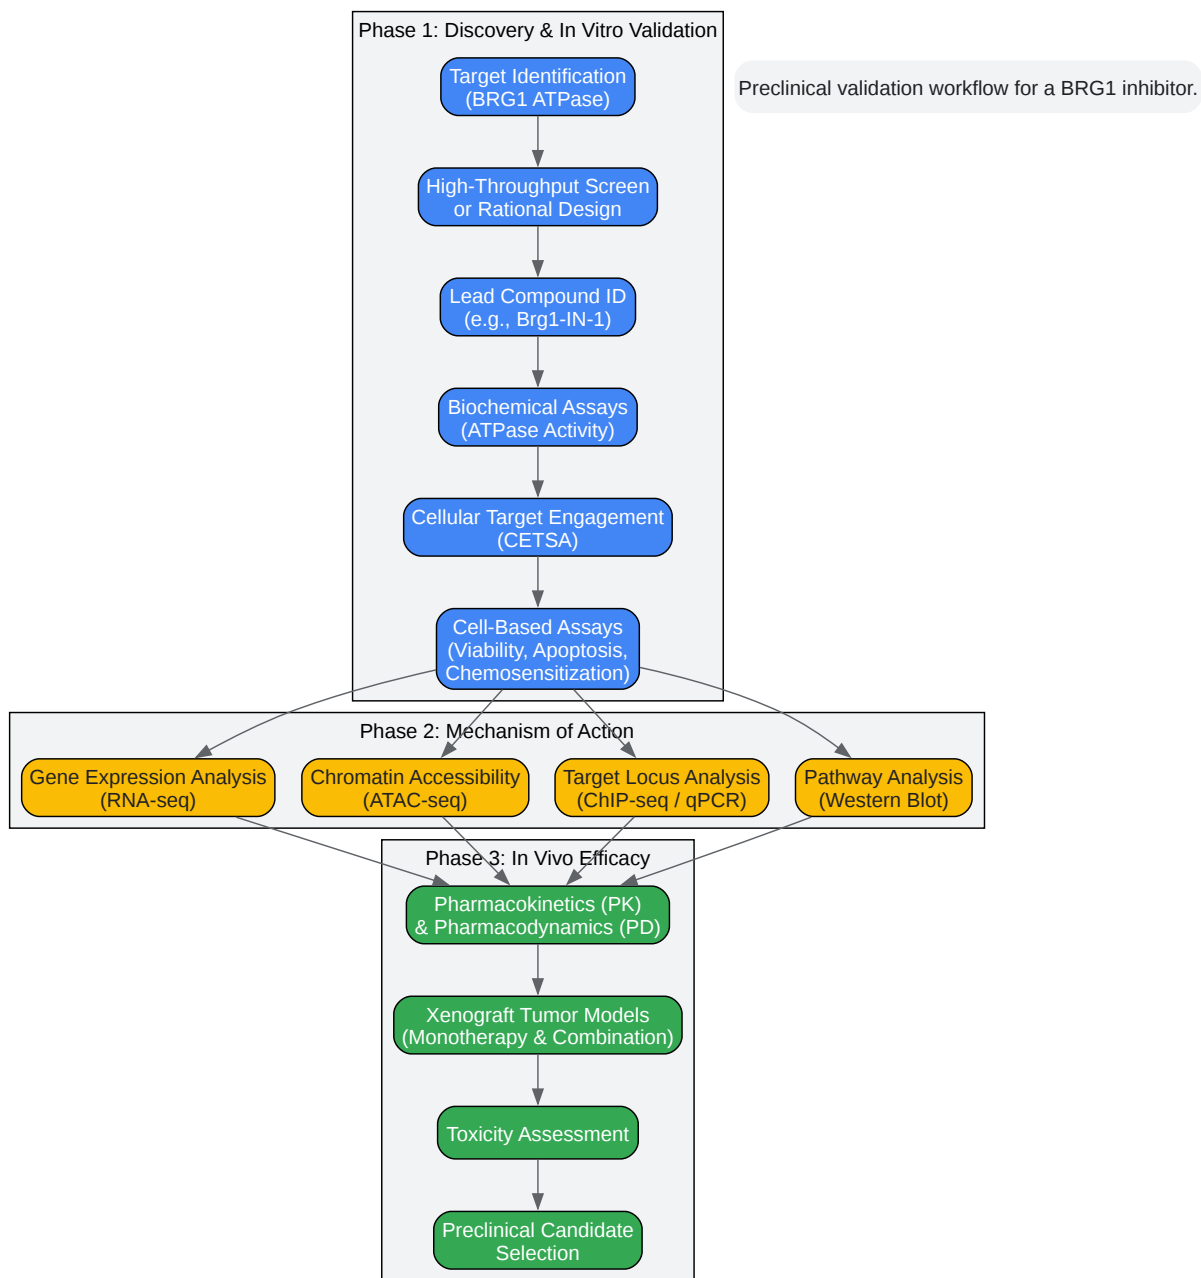 Phase 1: Discovery & In Vitro Validation
Target Identification
(BRG1 ATPase)
Preclinical validation workflow for a BRG1 inhibitor.
High-Throughput Screen
or Rational Design
Lead Compound ID
(e.g., Brg1-IN-1)
Biochemical Assays
(ATPase Activity)
Cellular Target Engagement
(CETSA)
Cell-Based Assays
(Viability, Apoptosis,
Chemosensitization)
Phase 2: Mechanism of Action
Gene Expression Analysis
(RNA-seq)
Chromatin Accessibility
(ATAC-seq)
Target Locus Analysis
(ChIP-seq / qPCR)
Pathway Analysis
(Western Blot)
Phase 3: In Vivo Efficacy
Pharmacokinetics (PK)
& Pharmacodynamics (PD)
Xenograft Tumor Models
(Monotherapy & Combination)
Toxicity Assessment
Preclinical Candidate
Selection